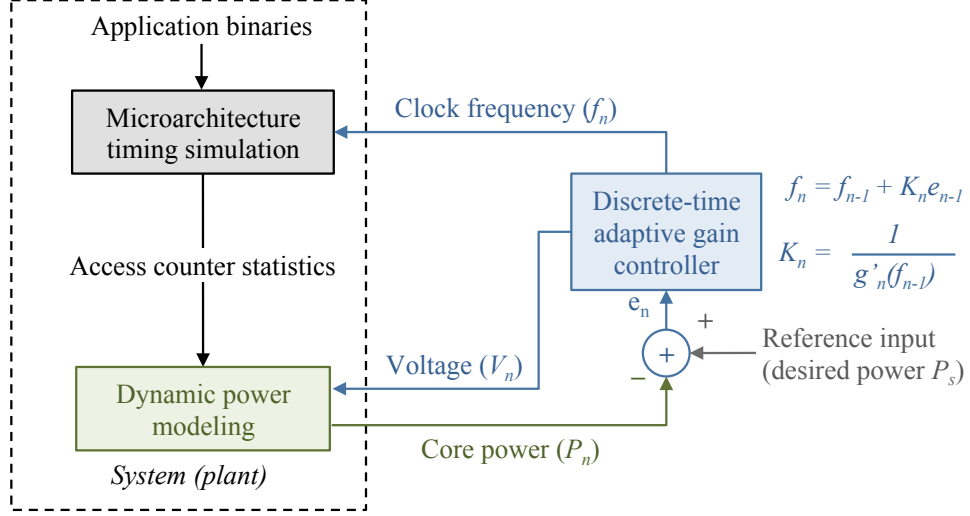 Application binaries
Microarchitecture
timing simulation
Access counter statistics
Dynamic power
modeling
System (plant)
Clock frequency (fn)
Discrete-time
adaptive gain
controller
fn = fn-1 + Kn en-1
Kn = 1 / g'n(fn-1)
en
+
+
−
Reference input
(desired power Ps)
Voltage (Vn)
Core power (Pn)